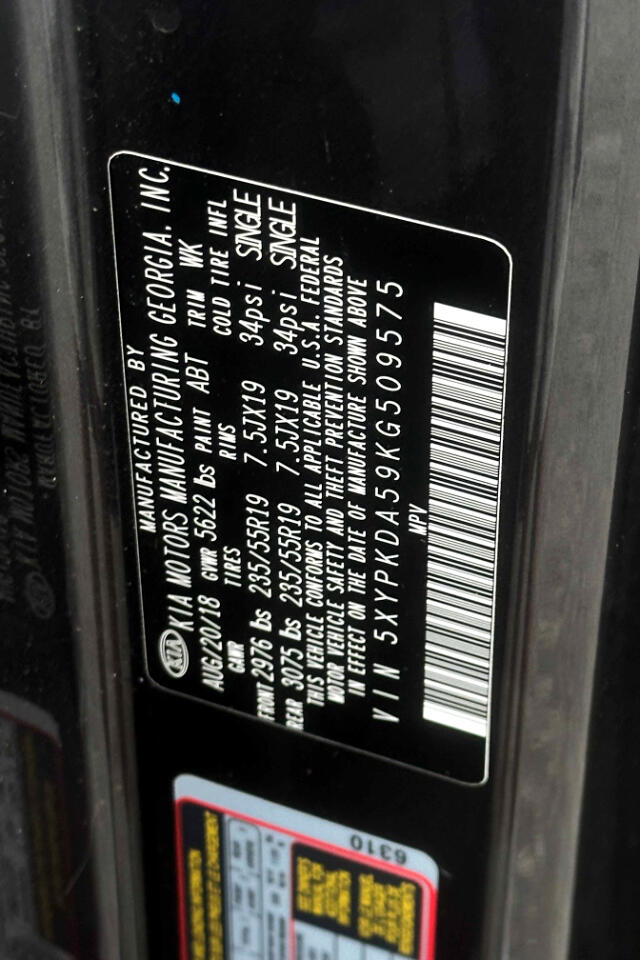 MANUFACTURED BY
KIA KIA MOTORS MANUFACTURING GEORGIA. INC.
AUG/20/18 GVWR 5622 lbs PAINT ABT TRIM WK
GAWR TIRES RIMS COLD TIRE INFL
FRONT 2976 lbs 235/55R19 7.5JX19 34psi SINGLE
REAR 3075 lbs 235/55R19 7.5JX19 34psi SINGLE
THIS VEHICLE CONFORMS TO ALL APPLICABLE U.S.A. FEDERAL
MOTOR VEHICLE SAFETY AND THEFT PREVENTION STANDARDS
IN EFFECT ON THE DATE OF MANUFACTURE SHOWN ABOVE
VIN 5XYPKDA59KG509575
MPV
6310